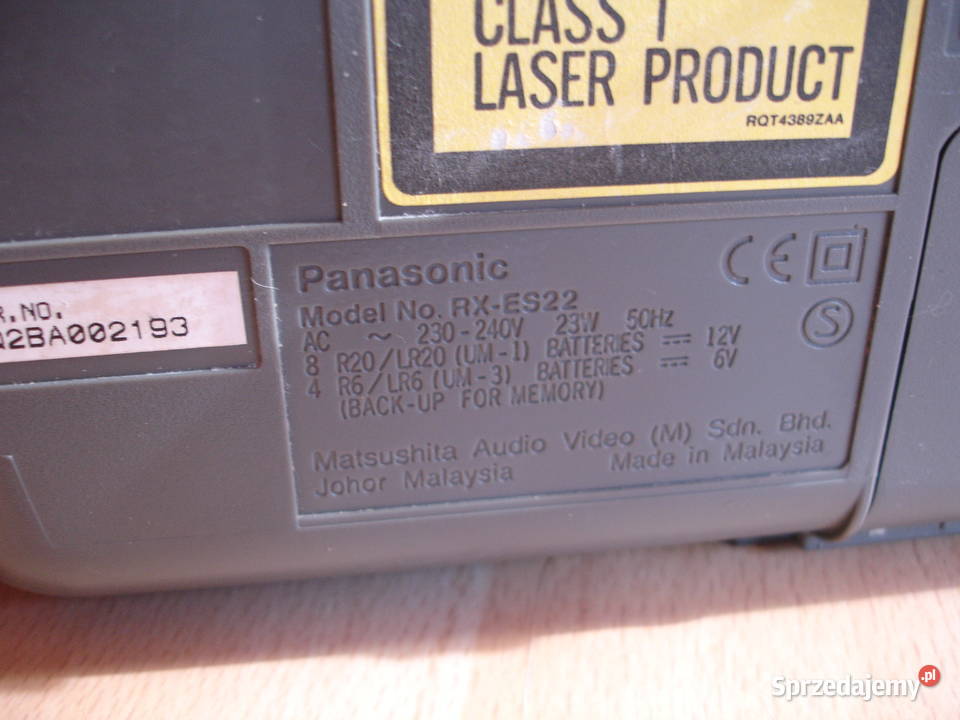 CLASS 1
LASER PRODUCT
RQT4389ZAA
R.NO.
2BA002193
Panasonic
Model No. RX-ES22
AC ~ 230-240V 23W 50Hz
8 R20/LR20 (UM-1) BATTERIES ⎓ 12V
4 R6/LR6 (UM-3) BATTERIES ⎓ 6V
(BACK-UP FOR MEMORY)
CE
S
Matsushita Audio Video (M) Sdn. Bhd.
Johor Malaysia Made in Malaysia
Sprzedajemy.pl